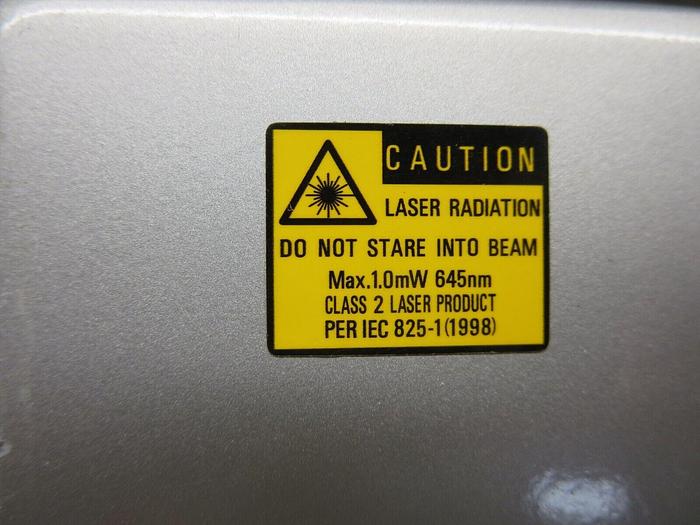 CAUTION
LASER RADIATION
DO NOT STARE INTO BEAM
Max.1.0mW 645nm
CLASS 2 LASER PRODUCT
PER IEC 825-1(1998)